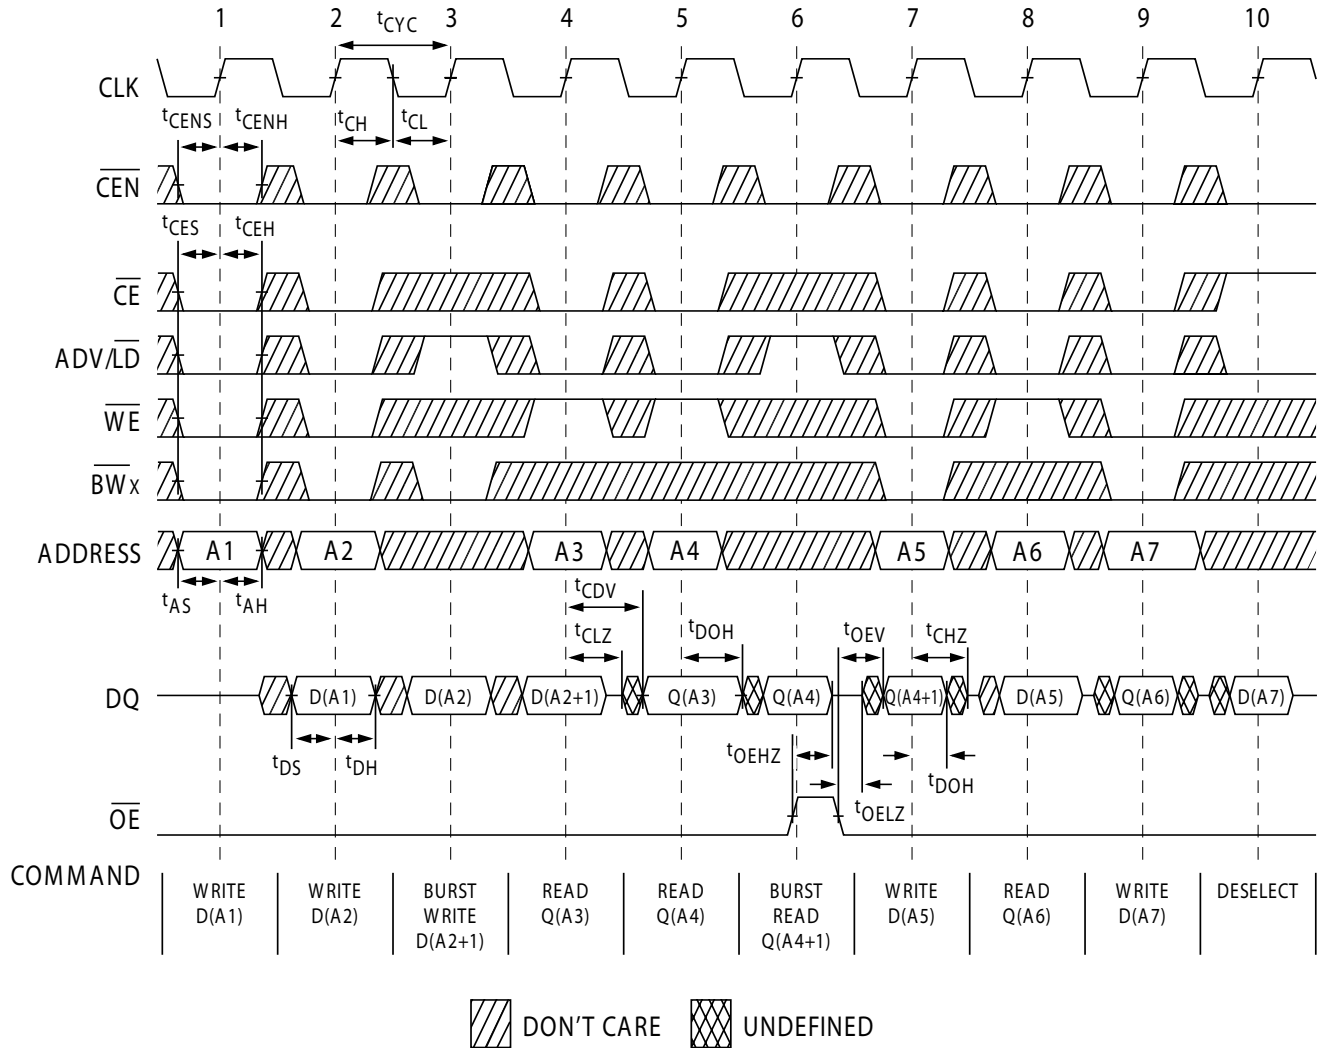 1 2 3 4 5 6 7 8 9 10
tCYC
CLK
tCENS tCENH tCH tCL
CEN
tCES tCEH
CE
ADV/LD
WE
BWx
ADDRESS A1 A2 A3 A4 A5 A6 A7
tAS tAH tCDV
tCLZ tDOH tOEV tCHZ
DQ D(A1) D(A2) D(A2+1) Q(A3) Q(A4) Q(A4+1) D(A5) Q(A6) D(A7)
tDS tDH tOEHZ tDOH
tOELZ
OE
COMMAND
WRITE WRITE BURST READ READ BURST WRITE READ WRITE DESELECT
D(A1) D(A2) WRITE Q(A3) Q(A4) READ D(A5) Q(A6) D(A7)
D(A2+1) Q(A4+1)
DON'T CARE UNDEFINED